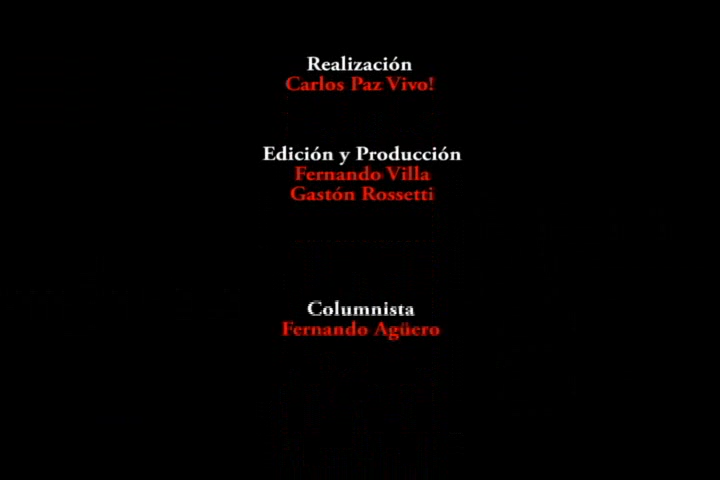 Realización
Carlos Paz Vivo!
Edición y Producción
Fernando Villa
Gastón Rossetti
Columnista
Fernando Agüero